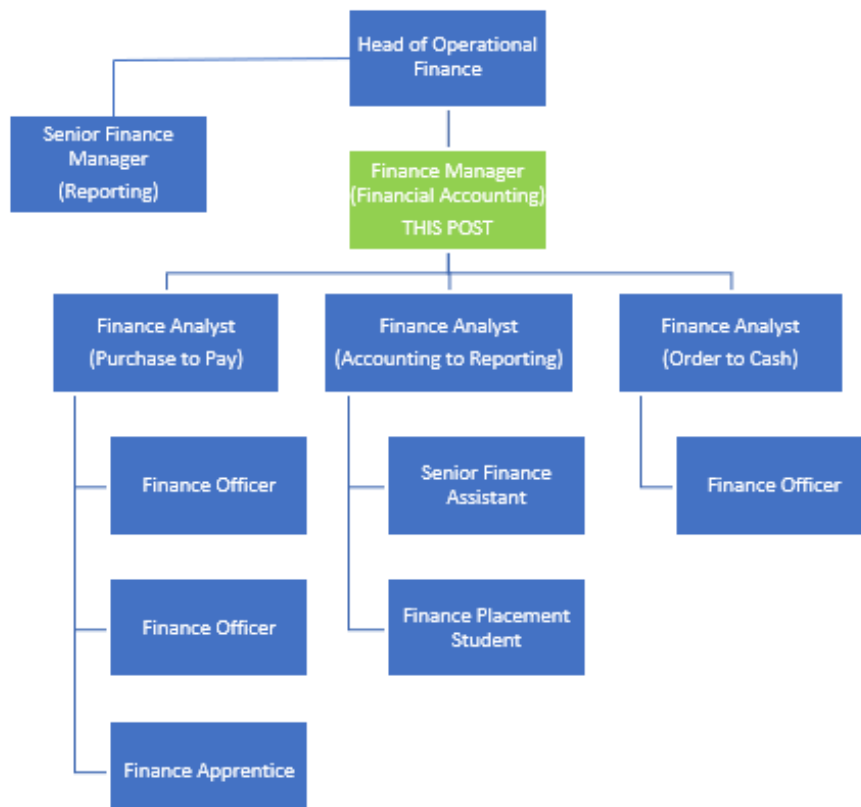 Head of Operational
Finance
Senior Finance
Manager
(Reporting)
Finance Manager
(Financial Accounting)
THIS POST
Finance Analyst
(Purchase to Pay)
Finance Analyst
(Accounting to Reporting)
Finance Analyst
(Order to Cash)
Finance Officer
Senior Finance
Assistant
Finance Officer
Finance Officer
Finance Placement
Student
Finance Apprentice